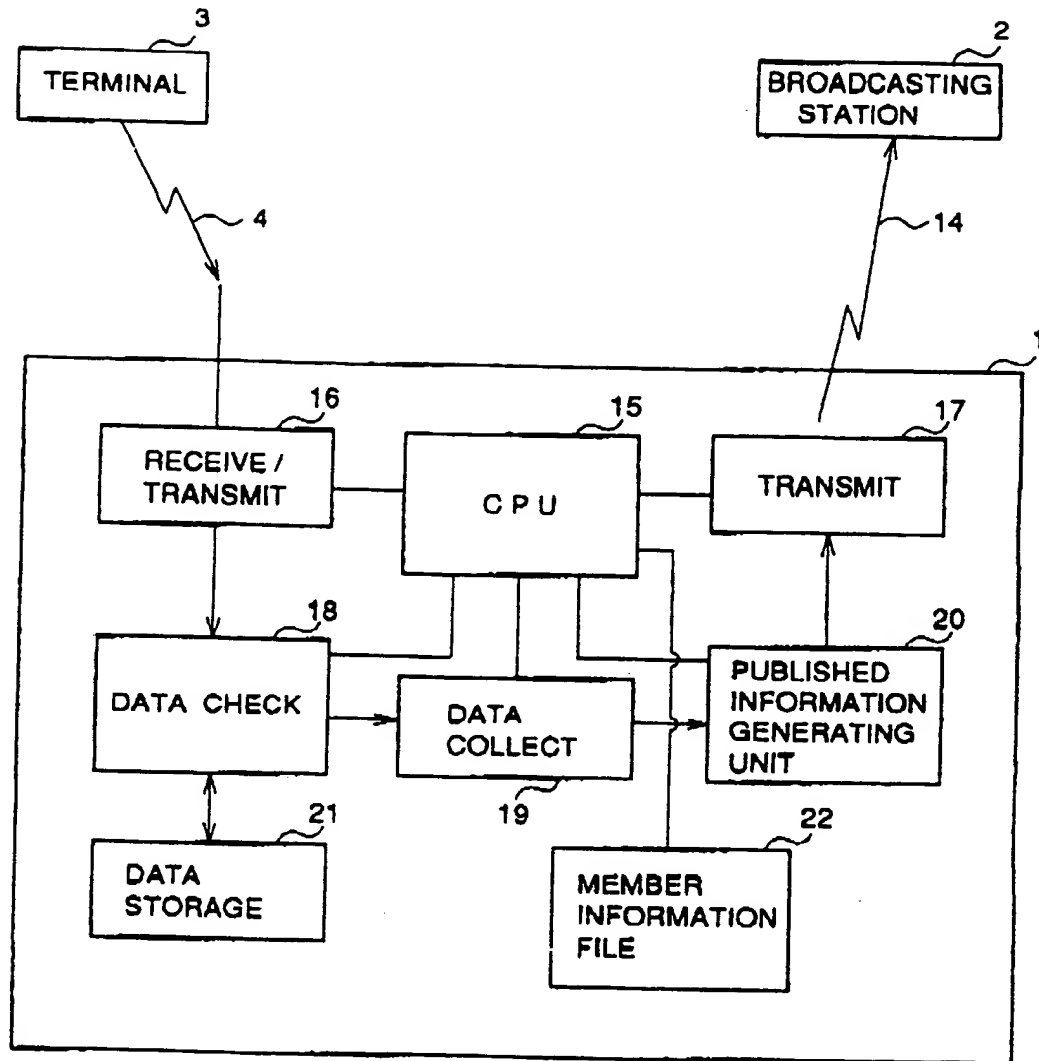 3
TERMINAL
2
BROADCASTING
STATION
4
14
1
16
RECEIVE /
TRANSMIT
15
CPU
17
TRANSMIT
18
DATA CHECK
DATA
COLLECT
19
20
PUBLISHED
INFORMATION
GENERATING
UNIT
21
DATA
STORAGE
22
MEMBER
INFORMATION
FILE